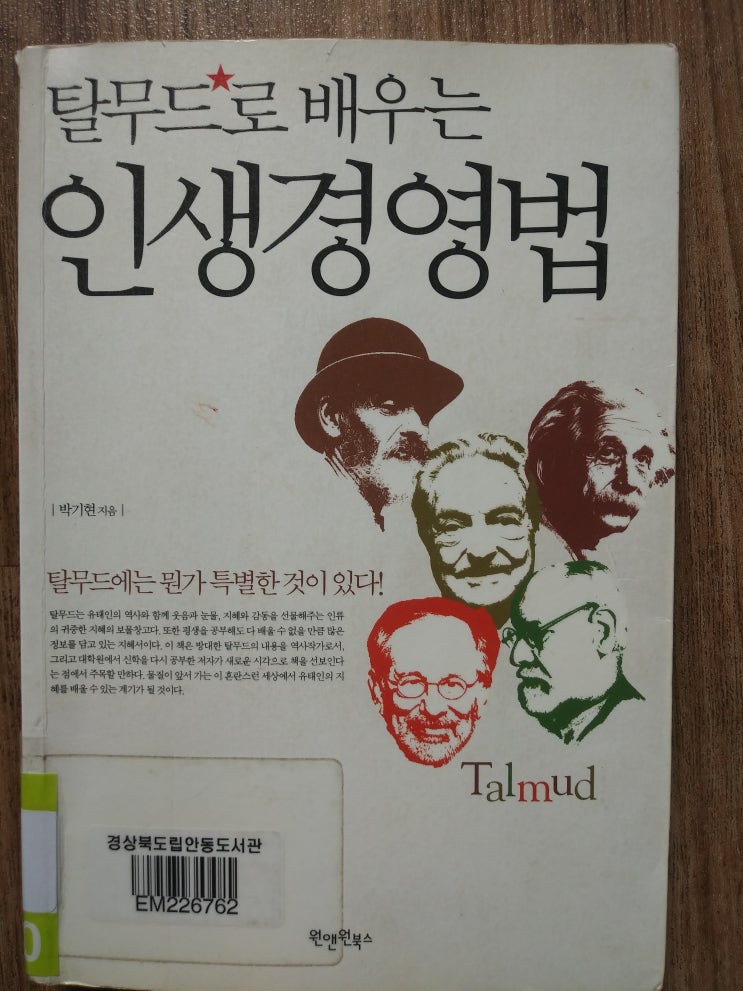 탈무드★로 배우는
인생경영법
| 박기현 지음 |
탈무드에는 뭔가 특별한 것이 있다!
탈무드는 유태인의 역사와 함께 웃음과 눈물, 지혜와 감동을 선물해주는 인류
의 귀중한 지혜의 보물창고다. 또한 평생을 공부해도 다 배울 수 없을 만큼 많은
정보를 담고 있는 지혜서이다. 이 책은 방대한 탈무드의 내용을 역사작가로서,
그리고 대학원에서 신학을 다시 공부한 저자가 새로운 시각으로 책을 선보인다
는 점에서 주목할 만하다. 물질이 앞서 가는 이 혼란스런 세상에서 유태인의 지
혜를 배울 수 있는 계기가 될 것이다.
Talmud
경상북도립안동도서관
EM226762
0
원앤원북스